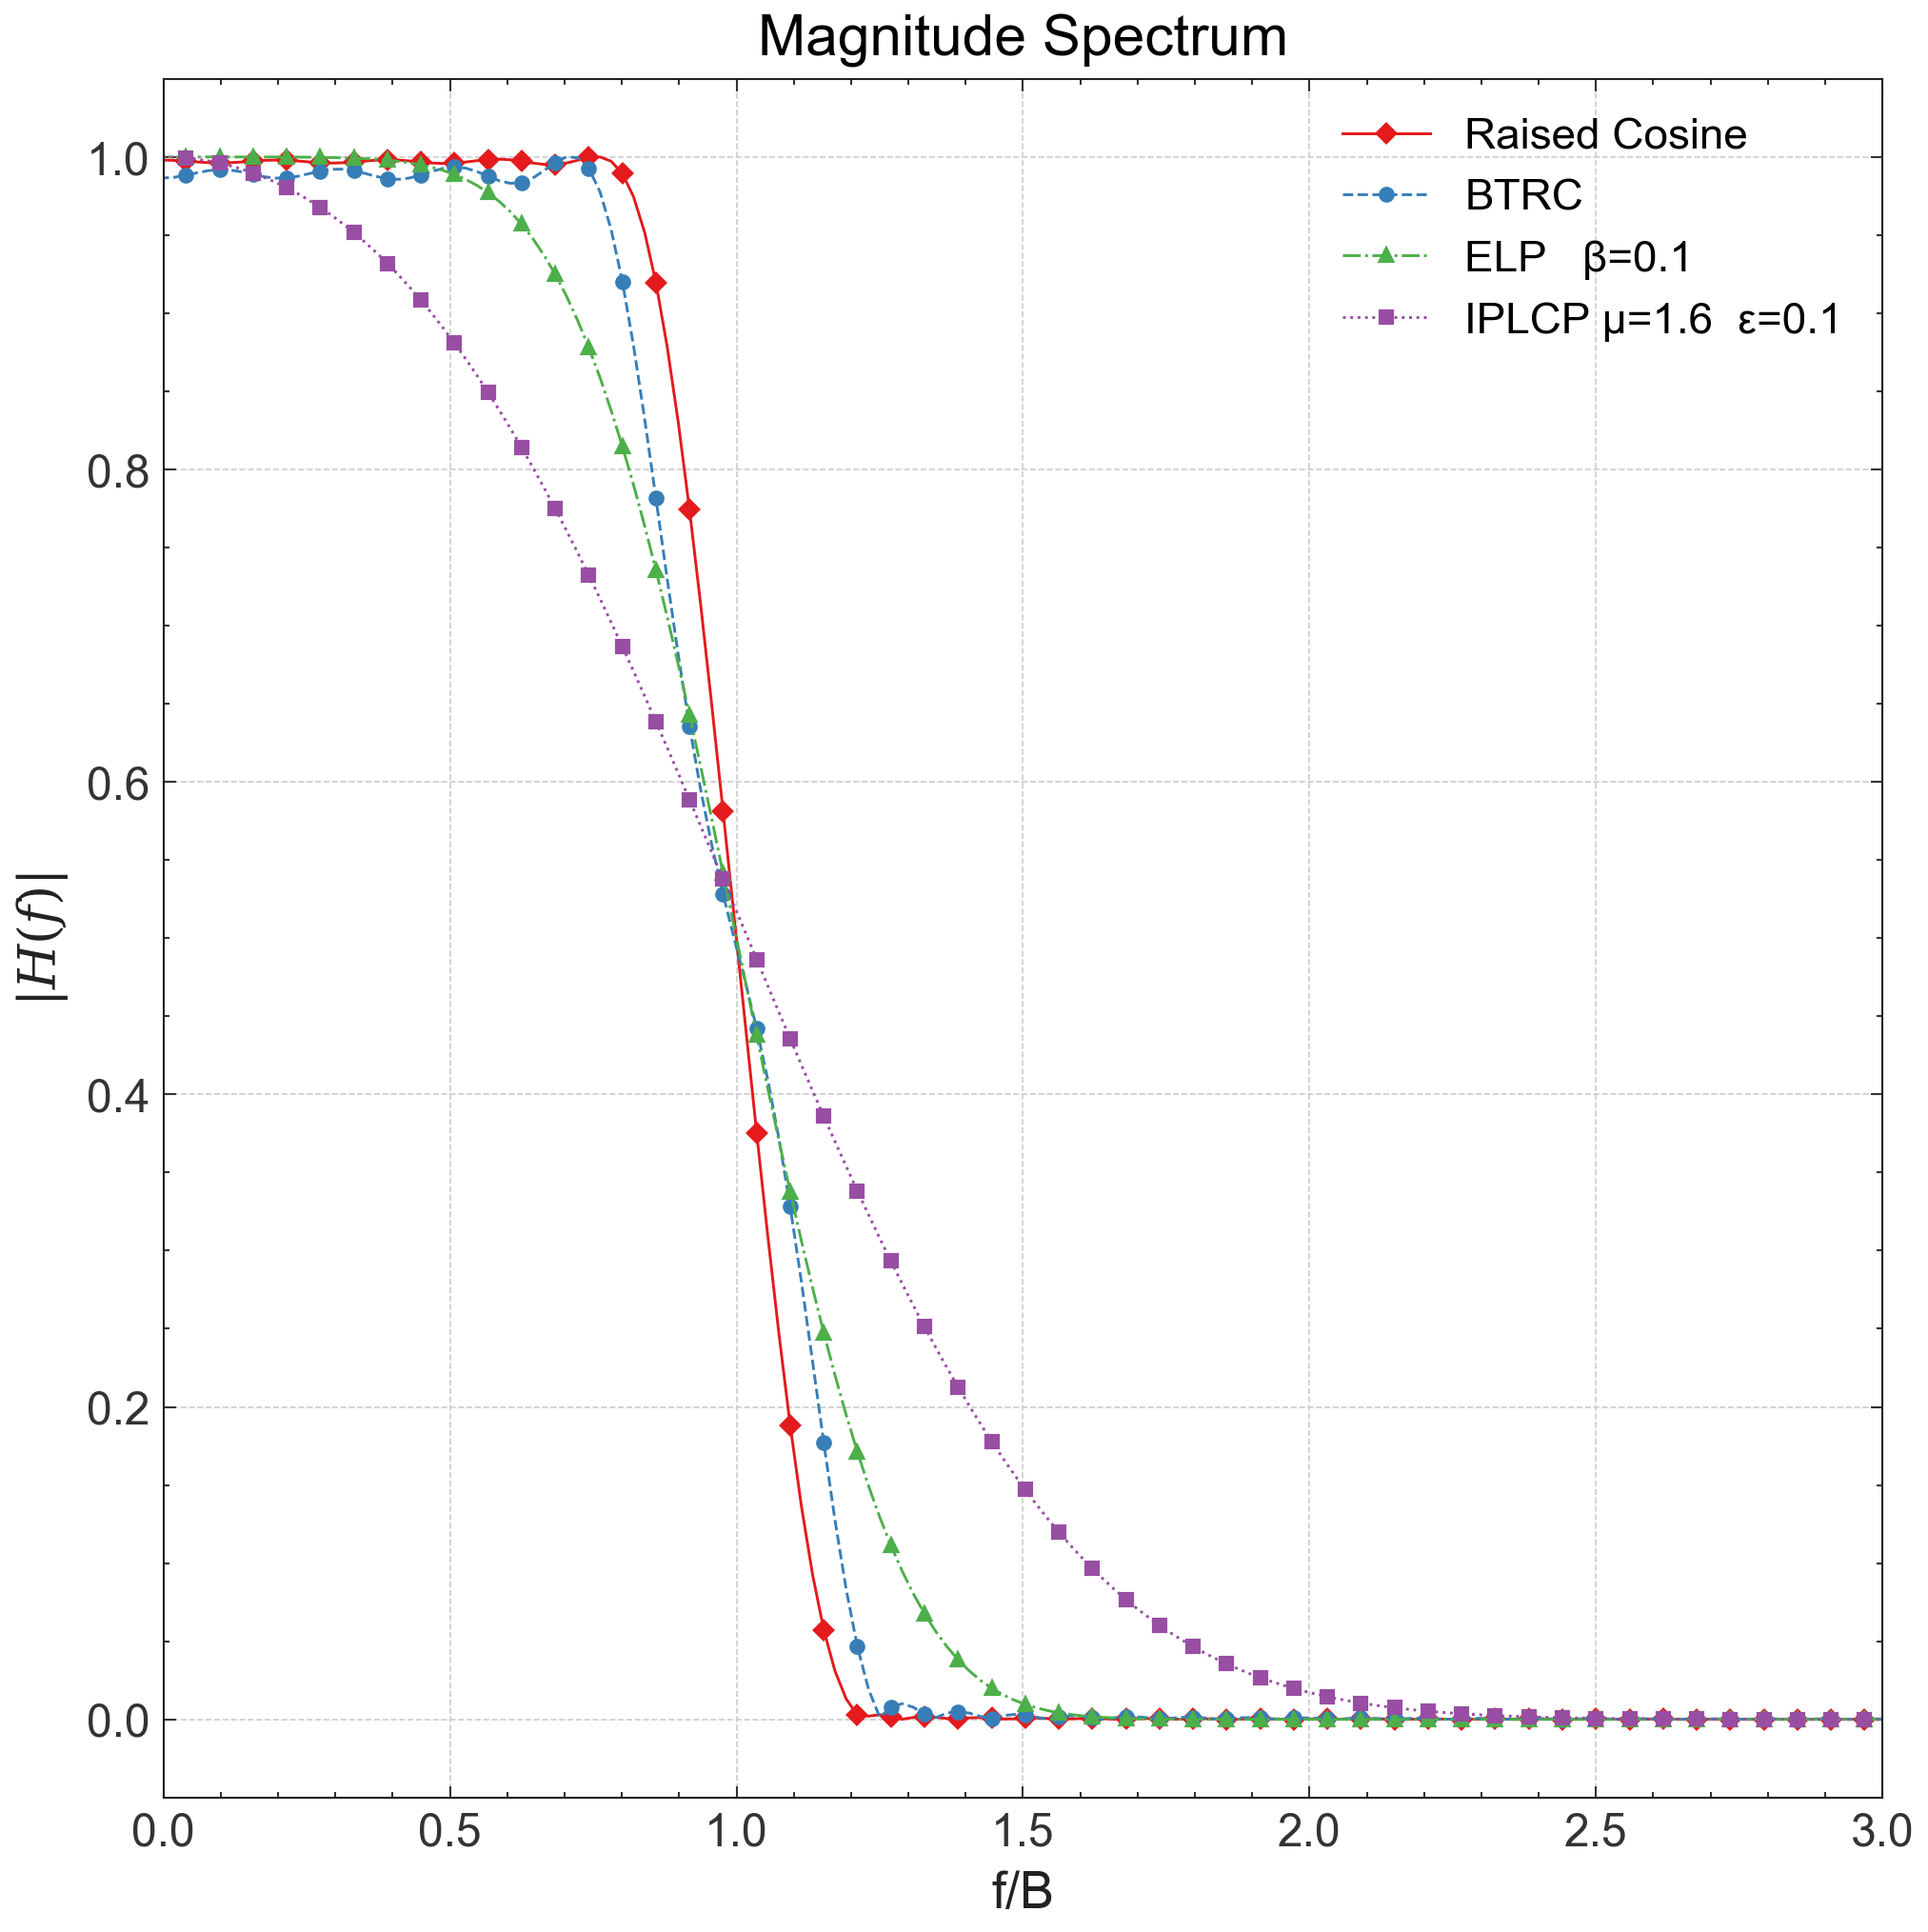 Magnitude Spectrum
Raised Cosine
BTRC
ELP β=0.1
IPLCP μ=1.6 ε=0.1
1.0
0.8
0.6
0.4
0.2
0.0
|H(f)|
0.0 0.5 1.0 1.5 2.0 2.5 3.0
f/B